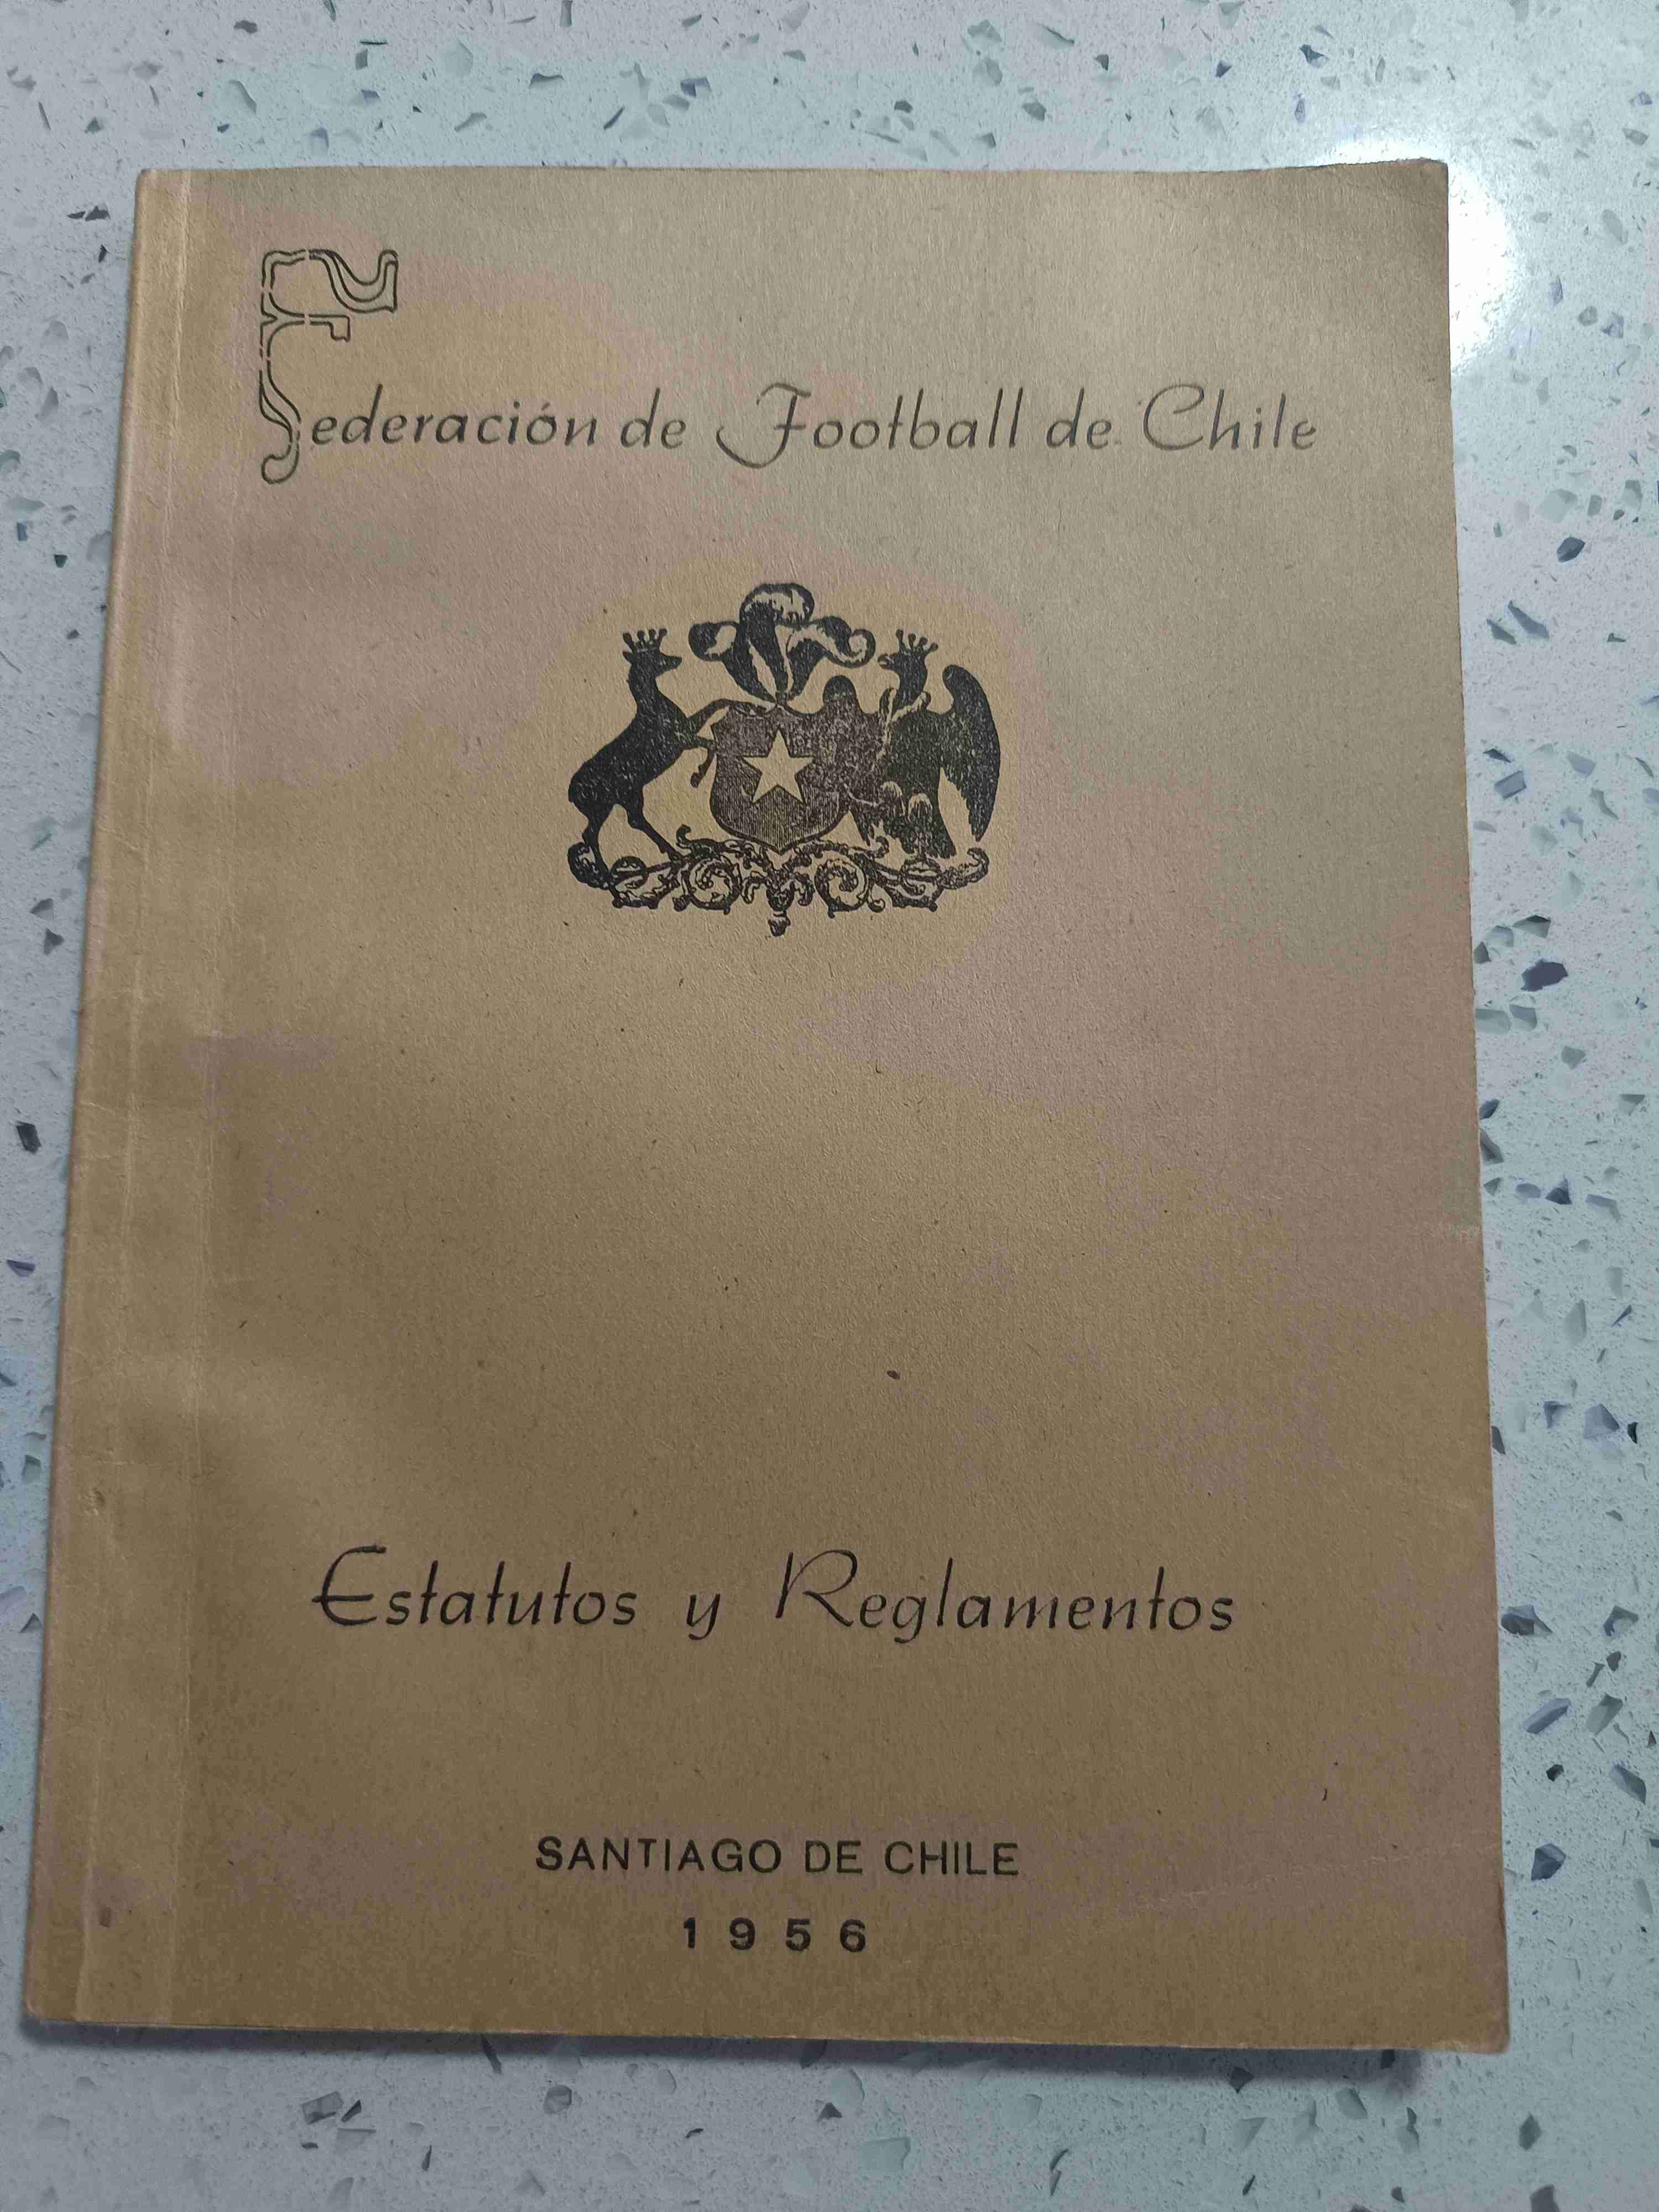 Federación de Football de Chile
Estatutos y Reglamentos
SANTIAGO DE CHILE
1956